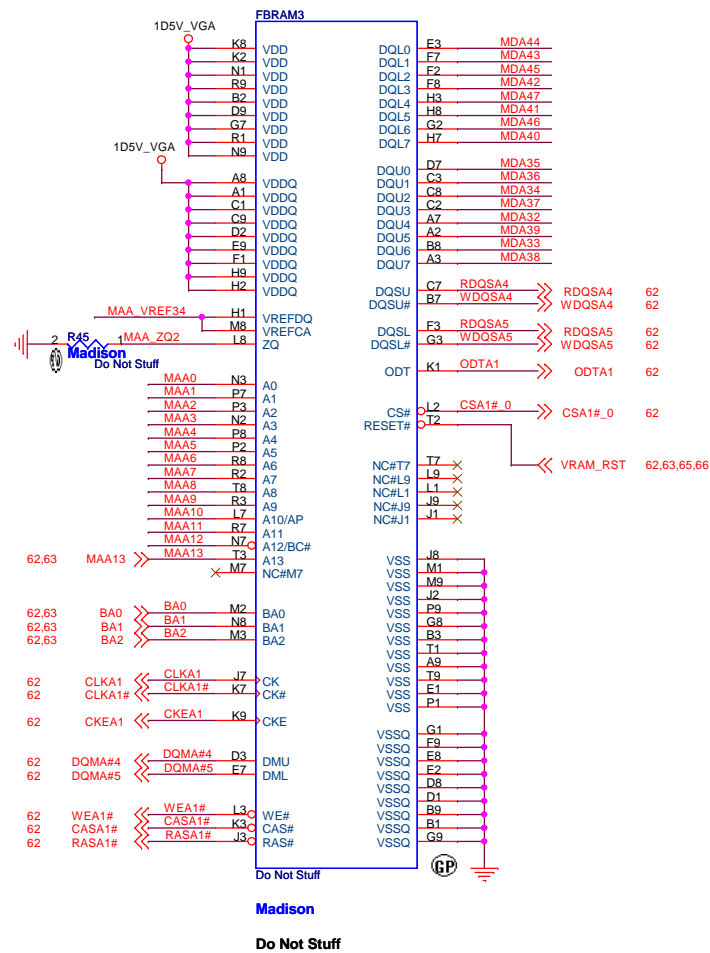 FBRAM3
1D5V_VGA
K8 VDD
K2 VDD
N1 VDD
R9 VDD
B2 VDD
D9 VDD
G7 VDD
R1 VDD
N9 VDD
1D5V_VGA
A8 VDDQ
A1 VDDQ
C1 VDDQ
C9 VDDQ
D2 VDDQ
E9 VDDQ
F1 VDDQ
H9 VDDQ
H2 VDDQ
MAA_VREF34 H1 VREFDQ
M8 VREFCA
2 R45 1 MAA_ZQ2 L8 ZQ
Madison
Do Not Stuff
MAA0 N3 A0
MAA1 P7 A1
MAA2 P3 A2
MAA3 N2 A3
MAA4 P8 A4
MAA5 P2 A5
MAA6 R8 A6
MAA7 R2 A7
MAA8 T8 A8
MAA9 R3 A9
MAA10 L7 A10/AP
MAA11 R7 A11
MAA12 N7 A12/BC#
62,63 MAA13 MAA13 T3 A13
M7 NC#M7
62,63 BA0 BA0 M2 BA0
62,63 BA1 BA1 N8 BA1
62,63 BA2 BA2 M3 BA2
62 CLKA1 CLKA1 J7 CK
62 CLKA1# CLKA1# K7 CK#
62 CKEA1 CKEA1 K9 CKE
62 DQMA#4 DQMA#4 D3 DMU
62 DQMA#5 DQMA#5 E7 DML
62 WEA1# WEA1# L3 WE#
62 CASA1# CASA1# K3 CAS#
62 RASA1# RASA1# J3 RAS#
DQL0 E3 MDA44
DQL1 F7 MDA43
DQL2 F2 MDA45
DQL3 F8 MDA42
DQL4 H3 MDA47
DQL5 H8 MDA41
DQL6 G2 MDA46
DQL7 H7 MDA40
DQU0 D7 MDA35
DQU1 C3 MDA36
DQU2 C8 MDA34
DQU3 C2 MDA37
DQU4 A7 MDA32
DQU5 A2 MDA39
DQU6 B8 MDA33
DQU7 A3 MDA38
DQSU C7 RDQSA4 RDQSA4 62
DQSU# B7 WDQSA4 WDQSA4 62
DQSL F3 RDQSA5 RDQSA5 62
DQSL# G3 WDQSA5 WDQSA5 62
ODT K1 ODTA1 ODTA1 62
CS# L2 CSA1#_0 CSA1#_0 62
RESET# T2
VRAM_RST 62,63,65,66
NC#T7 T7
NC#L9 L9
NC#L1 L1
NC#J9 J9
NC#J1 J1
VSS J8
VSS M1
VSS M9
VSS J2
VSS P9
VSS G8
VSS B3
VSS T1
VSS A9
VSS T9
VSS E1
VSS P1
VSSQ G1
VSSQ F9
VSSQ E8
VSSQ E2
VSSQ D8
VSSQ D1
VSSQ B9
VSSQ B1
VSSQ G9
GP
Do Not Stuff
Madison
Do Not Stuff